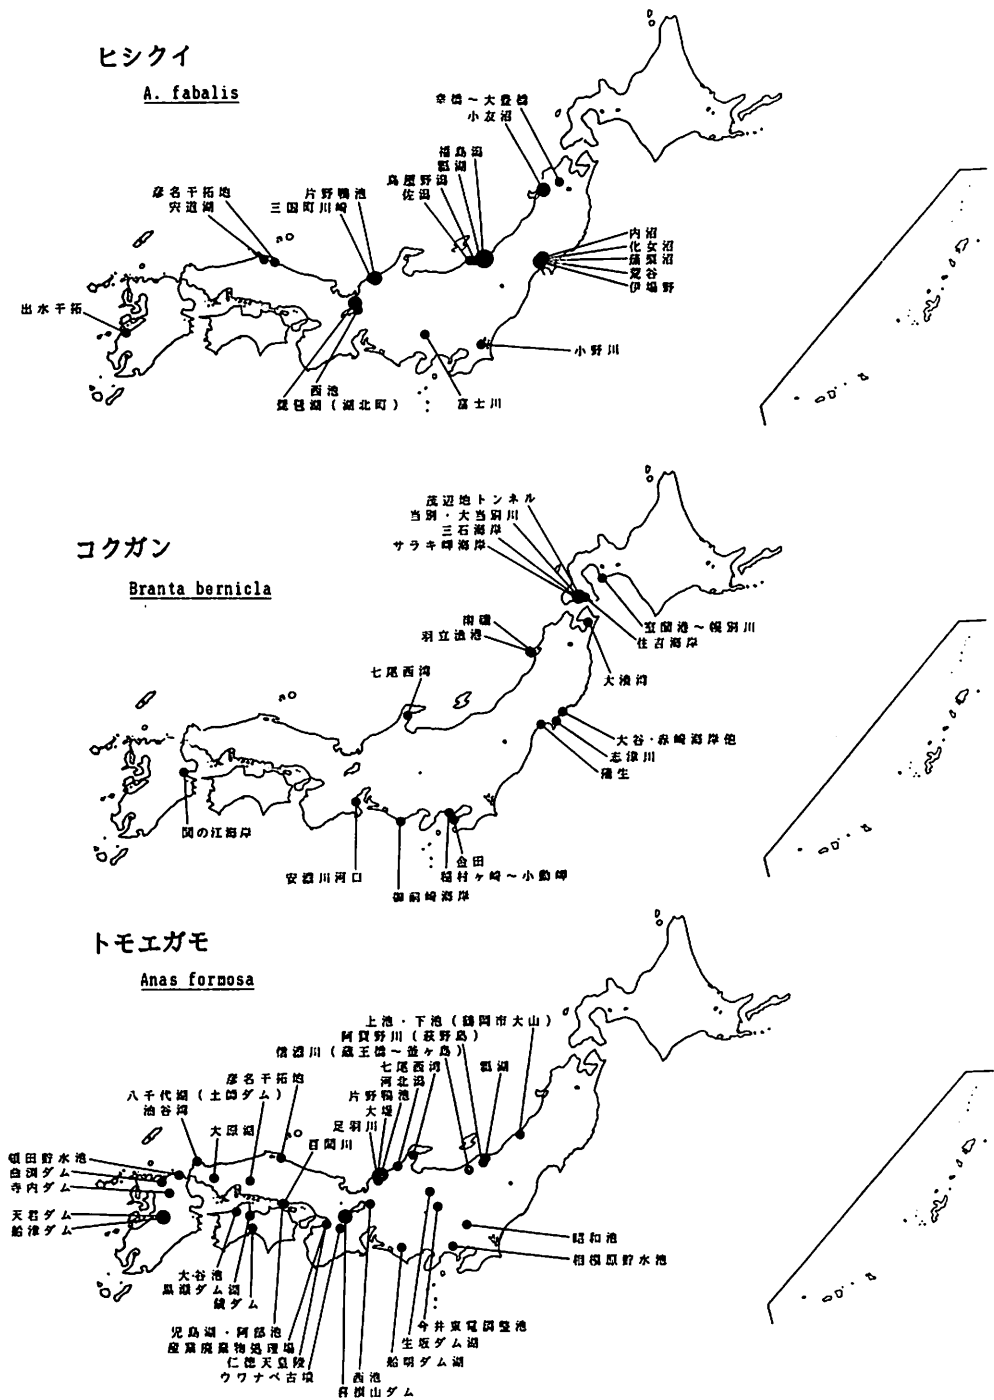 ヒシクイ
A. fabalis
幸橋～大豊橋
小友沼
福島潟
瓢湖
鳥屋野潟
佐潟
彦名干拓地
宍道湖
片野鴨池
三国町川崎
内沼
化女沼
蕪栗沼
荒谷
伊場野
出水干拓
小野川
西池
琵琶湖（湖北町）
富士川
コクガン
Branta bernicla
茂辺地トンネル
当別・大当別川
三石海岸
サラキ岬海岸
室蘭港～幌別川
住吉海岸
南磯
羽立漁港
大湊湾
七尾西湾
大谷・赤崎海岸他
志津川
蒲生
関の江海岸
金田
稲村ヶ崎～小動岬
安濃川河口
御前崎海岸
トモエガモ
Anas formosa
上池・下池（鶴岡市大山）
阿賀野川（荻野島）
信濃川（蔵王橋～釜ヶ島）
七尾西湾
瓢湖
河北潟
彦名干拓地
片野鴨池
八千代湖（土師ダム）
大堤
池谷湾
足羽川
大原湖
百間川
頓田貯水池
曲渕ダム
寺内ダム
天君ダム
船津ダム
昭和池
相模原貯水池
大谷池
黒瀬ダム湖
鏡ダム
児島湖・阿部池
産業廃棄物処理場
仁徳天皇陵
ウワナベ古墳
西池
今井東電調整池
生坂ダム湖
船明ダム湖